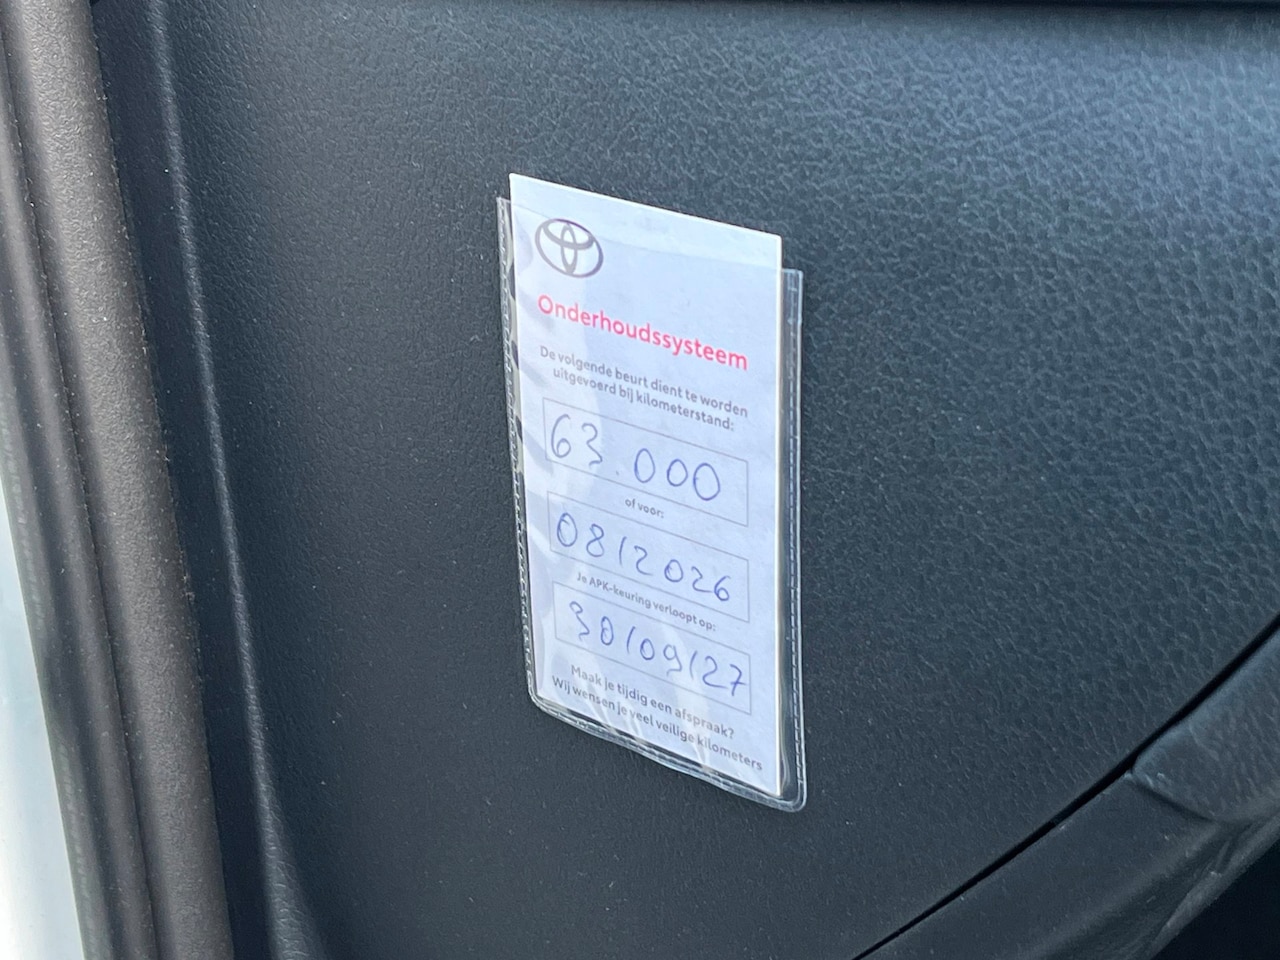 Onderhoudssysteem
De volgende beurt dient te worden
uitgevoerd bij kilometerstand:
63.000
of voor:
08/2026
Je APK-keuring verloopt op:
30/09/27
Maak je tijdig een afspraak?
Wij wensen je veel veilige kilometers